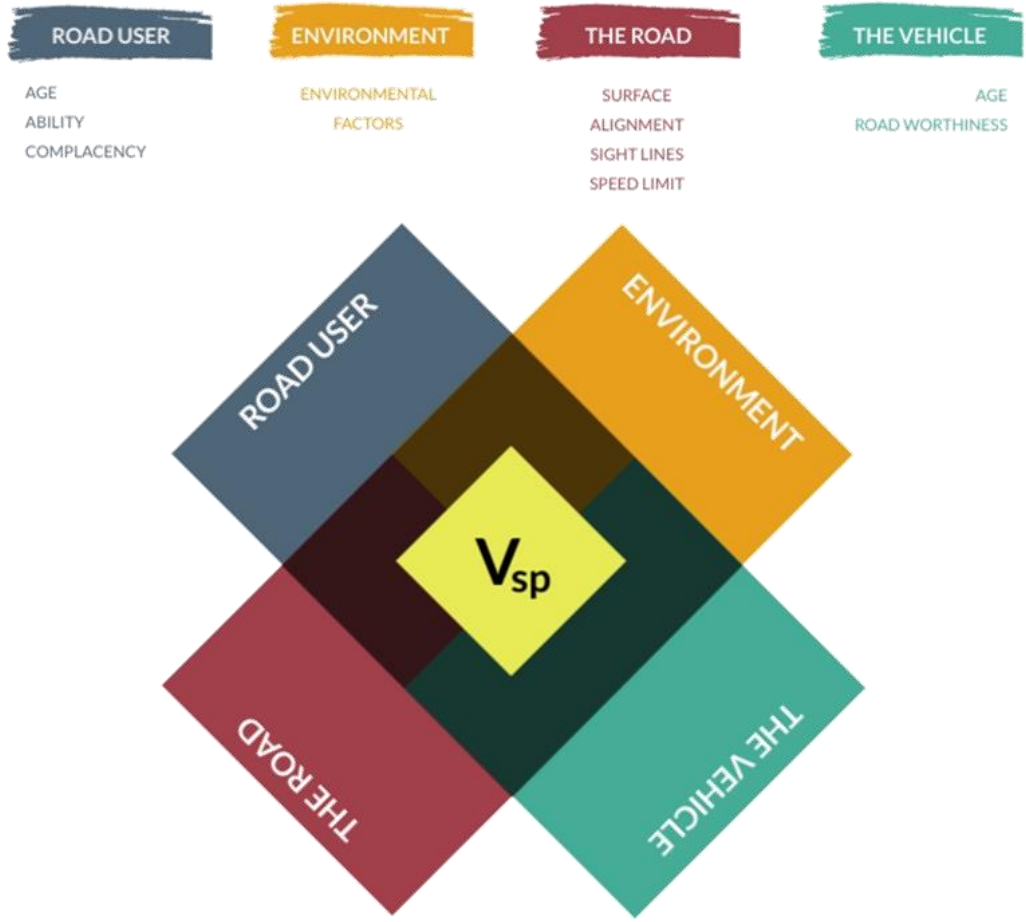 ROAD USER
AGE
ABILITY
COMPLACENCY
ENVIRONMENT
ENVIRONMENTAL
FACTORS
THE ROAD
SURFACE
ALIGNMENT
SIGHT LINES
SPEED LIMIT
THE VEHICLE
AGE
ROAD WORTHINESS
ROAD USER
ENVIRONMENT
Vsp
THE ROAD
THE VEHICLE